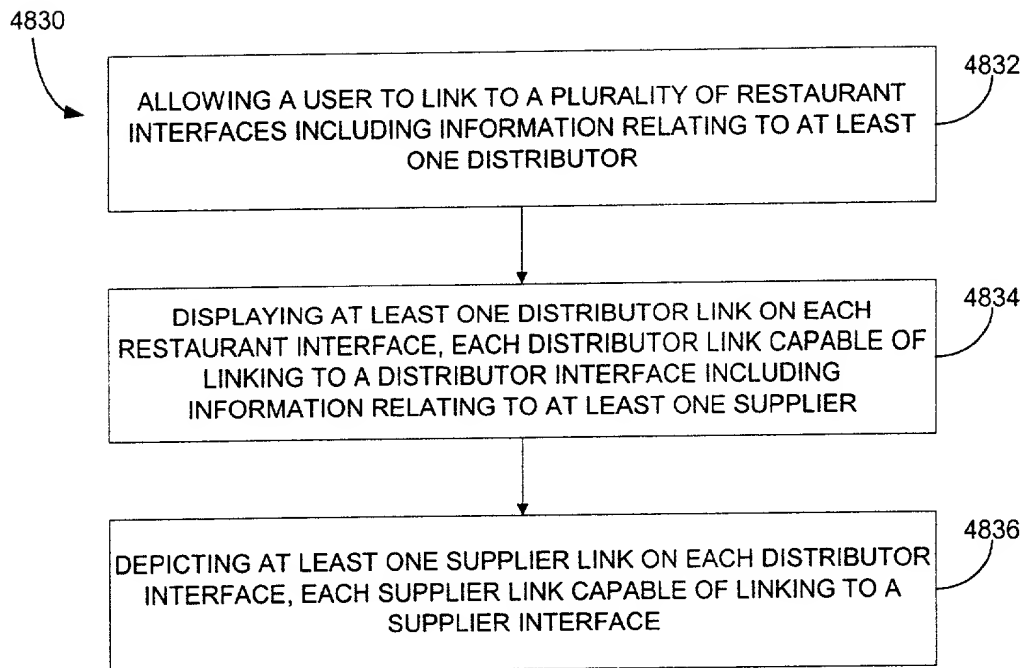 4830
4832
ALLOWING A USER TO LINK TO A PLURALITY OF RESTAURANT
INTERFACES INCLUDING INFORMATION RELATING TO AT LEAST
ONE DISTRIBUTOR
4834
DISPLAYING AT LEAST ONE DISTRIBUTOR LINK ON EACH
RESTAURANT INTERFACE, EACH DISTRIBUTOR LINK CAPABLE OF
LINKING TO A DISTRIBUTOR INTERFACE INCLUDING
INFORMATION RELATING TO AT LEAST ONE SUPPLIER
4836
DEPICTING AT LEAST ONE SUPPLIER LINK ON EACH DISTRIBUTOR
INTERFACE, EACH SUPPLIER LINK CAPABLE OF LINKING TO A
SUPPLIER INTERFACE